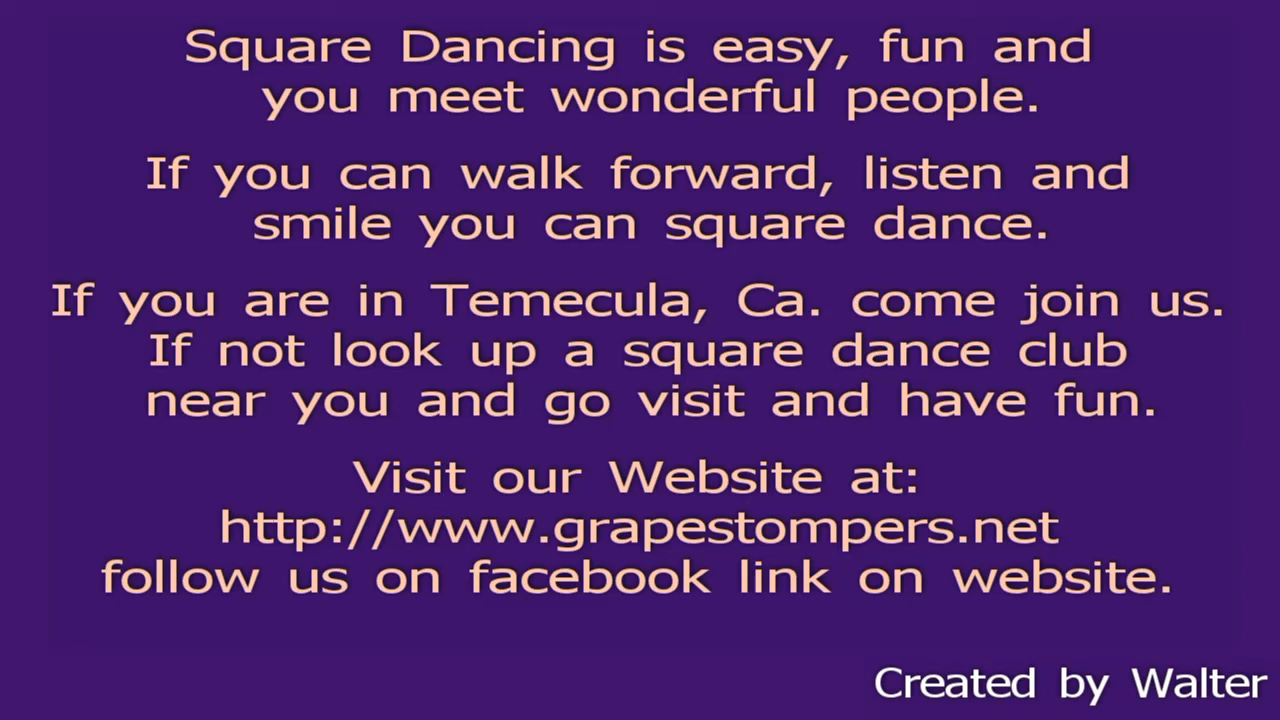 Square Dancing is easy, fun and
you meet wonderful people.
If you can walk forward, listen and
smile you can square dance.
If you are in Temecula, Ca. come join us.
If not look up a square dance club
near you and go visit and have fun.
Visit our Website at:
http://www.grapestompers.net
follow us on facebook link on website.
Created by Walter